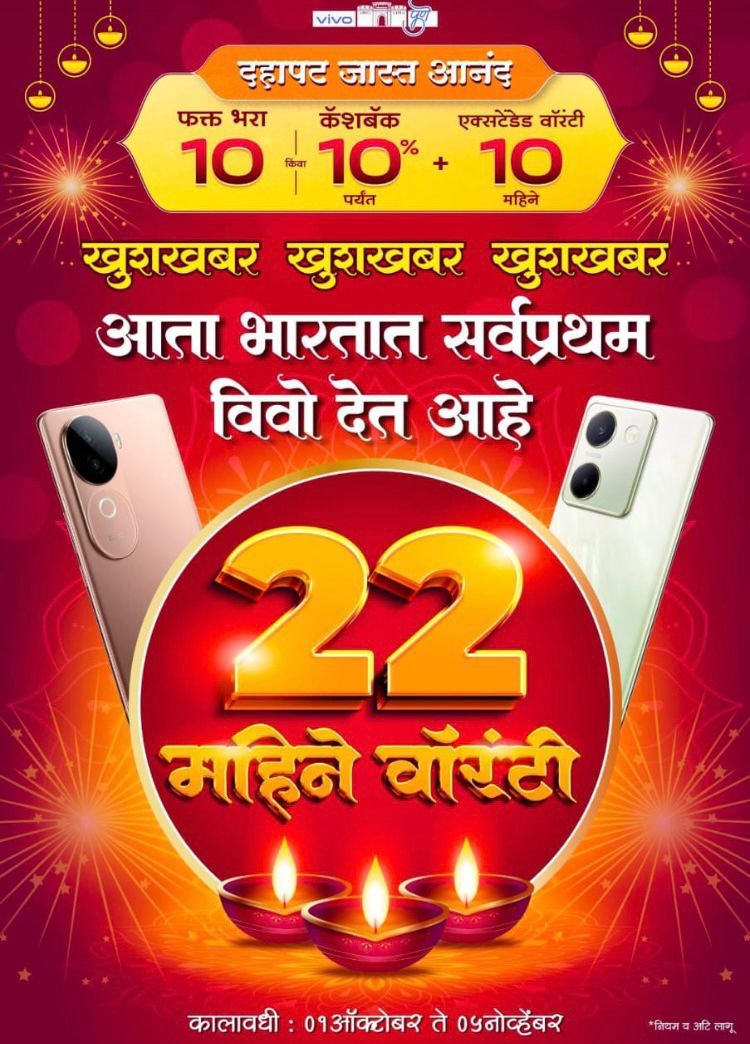 vivo पुणे
दहापट जास्त आनंद
फक्त भरा
10
किंवा
कॅशबॅक
10%
पर्यंत
+
एक्सटेंडेड वॉरंटी
10
महिने
खुशखबर खुशखबर खुशखबर
आता भारतात सर्वप्रथम
विवो देत आहे
22
महिने वॉरंटी
कालावधी : ०१ऑक्टोबर ते ०५नोव्हेंबर
*नियम व अटि लागू